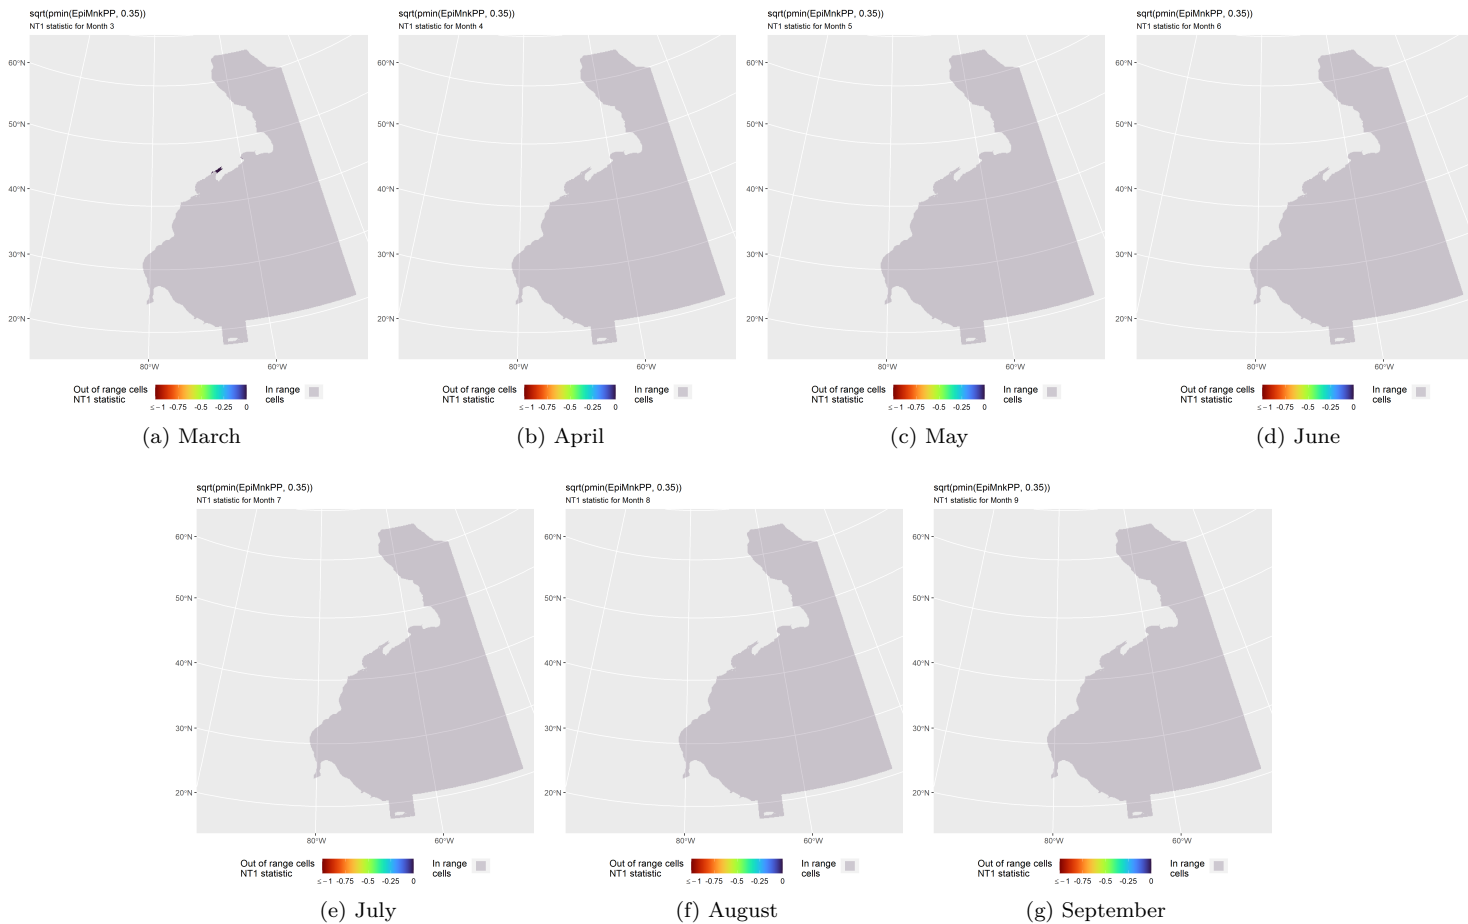 sqrt(pmin(EpiMnkPP, 0.35))
NT1 statistic for Month 3
60°N
50°N
40°N
30°N
20°N
80°W 60°W
Out of range cells
NT1 statistic
≤ −1 -0.75 -0.5 -0.25 0
In range
cells
(a) March
sqrt(pmin(EpiMnkPP, 0.35))
NT1 statistic for Month 4
60°N
50°N
40°N
30°N
20°N
80°W 60°W
Out of range cells
NT1 statistic
≤ −1 -0.75 -0.5 -0.25 0
In range
cells
(b) April
sqrt(pmin(EpiMnkPP, 0.35))
NT1 statistic for Month 5
60°N
50°N
40°N
30°N
20°N
80°W 60°W
Out of range cells
NT1 statistic
≤ −1 -0.75 -0.5 -0.25 0
In range
cells
(c) May
sqrt(pmin(EpiMnkPP, 0.35))
NT1 statistic for Month 6
60°N
50°N
40°N
30°N
20°N
80°W 60°W
Out of range cells
NT1 statistic
≤ −1 -0.75 -0.5 -0.25 0
In range
cells
(d) June
sqrt(pmin(EpiMnkPP, 0.35))
NT1 statistic for Month 7
60°N
50°N
40°N
30°N
20°N
80°W 60°W
Out of range cells
NT1 statistic
≤ −1 -0.75 -0.5 -0.25 0
In range
cells
(e) July
sqrt(pmin(EpiMnkPP, 0.35))
NT1 statistic for Month 8
60°N
50°N
40°N
30°N
20°N
80°W 60°W
Out of range cells
NT1 statistic
≤ −1 -0.75 -0.5 -0.25 0
In range
cells
(f) August
sqrt(pmin(EpiMnkPP, 0.35))
NT1 statistic for Month 9
60°N
50°N
40°N
30°N
20°N
80°W 60°W
Out of range cells
NT1 statistic
≤ −1 -0.75 -0.5 -0.25 0
In range
cells
(g) September